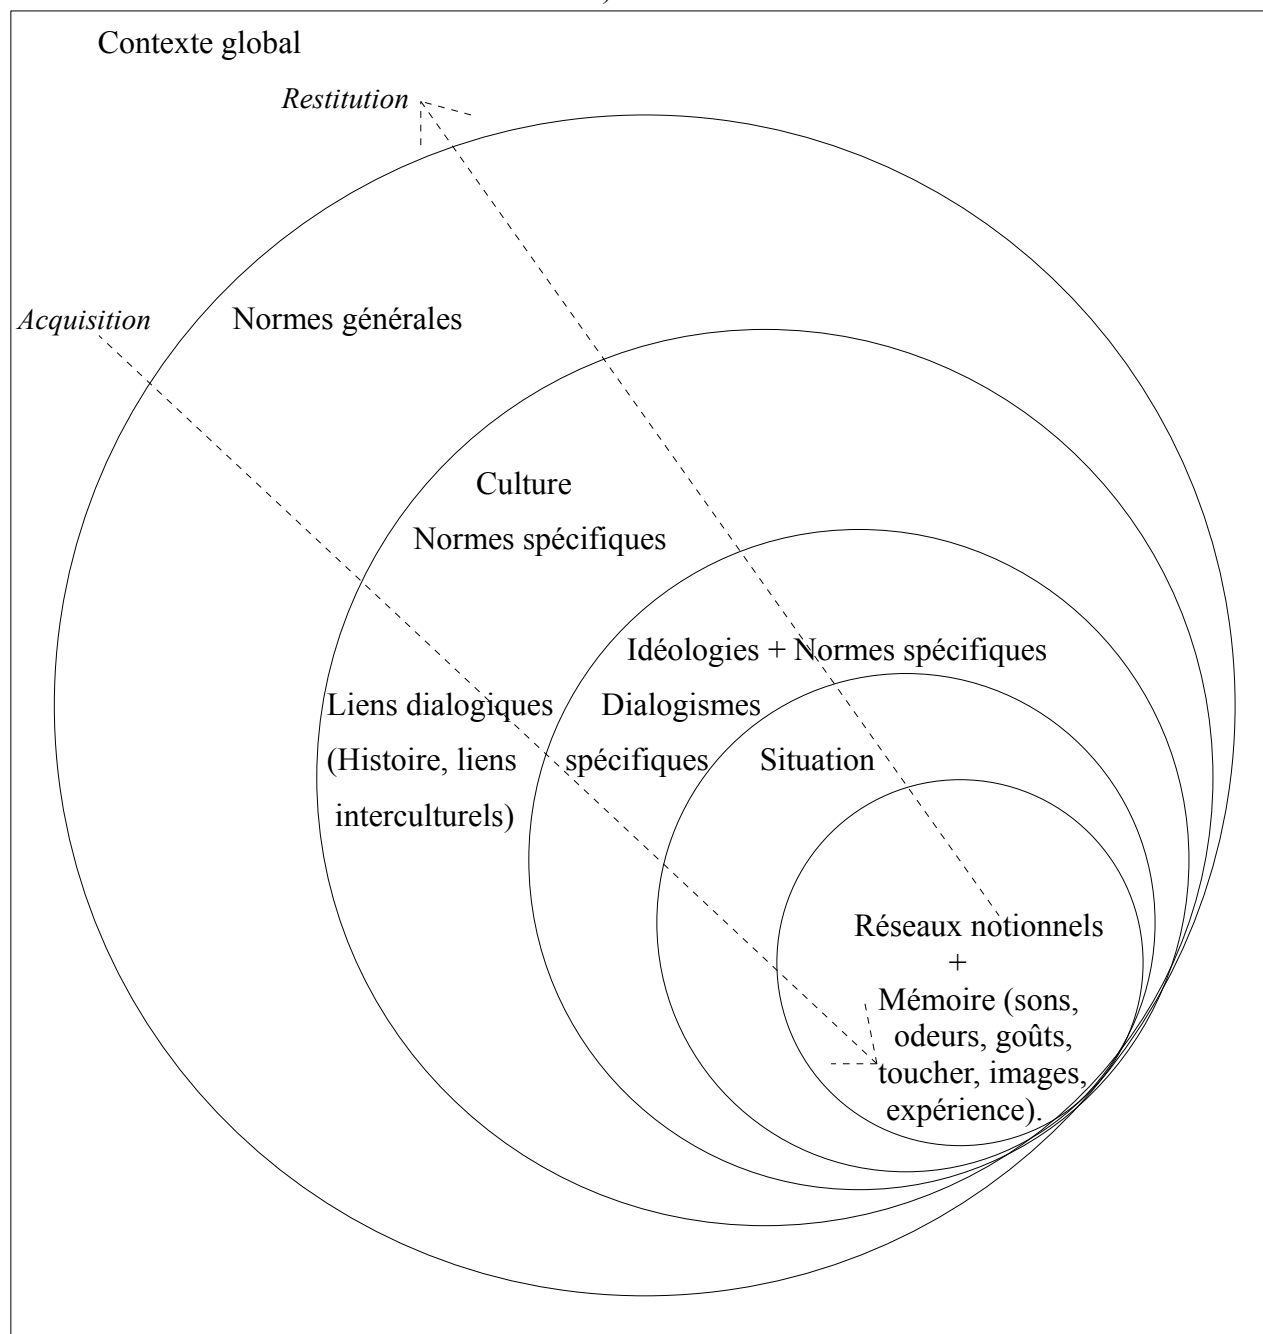 Contexte global
Restitution
Acquisition
Normes générales
Culture
Normes spécifiques
Idéologies + Normes spécifiques
Liens dialogiques
(Histoire, liens
interculturels)
Dialogismes
spécifiques
Situation
Réseaux notionnels
+
Mémoire (sons,
odeurs, goûts,
toucher, images,
expérience).